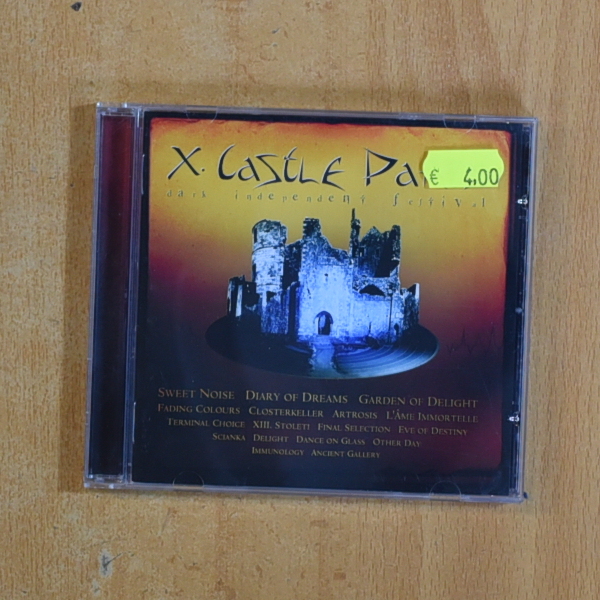 X. Castle Pa
€ 4.00
dark independent festival
Sweet Noise Diary of Dreams Garden of Delight
Fading Colours Closterkeller Artrosis L'Âme Immortelle
Terminal Choice XIII. Století Final Selection Eve of Destiny
Scianka Delight Dance on Glass Other Day
Immunology Ancient Gallery